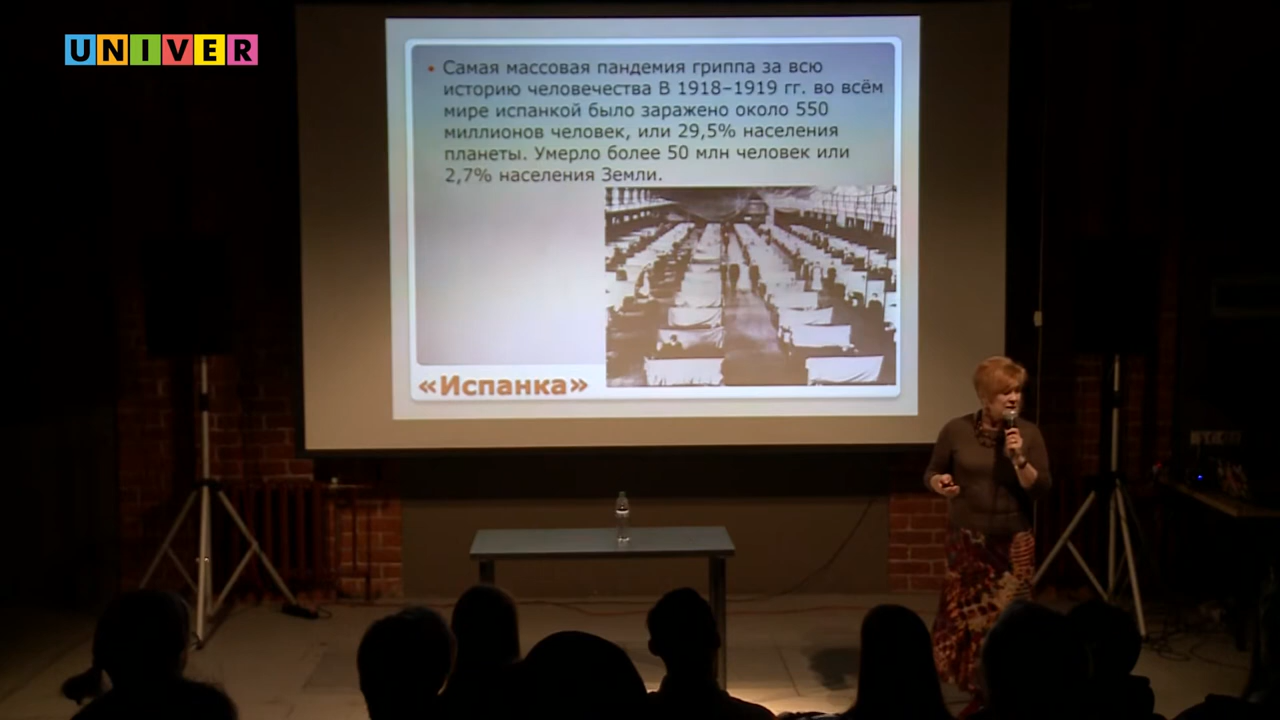 UNIVER
Самая массовая пандемия гриппа за всю
историю человечества В 1918–1919 гг. во всём
мире испанкой было заражено около 550
миллионов человек, или 29,5% населения
планеты. Умерло более 50 млн человек или
2,7% населения Земли.
«Испанка»